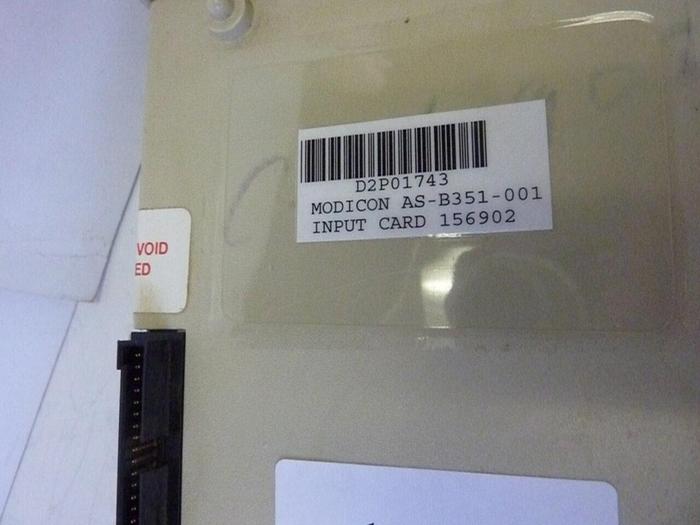 D2P01743
MODICON AS-B351-001
INPUT CARD 156902
VOID
ED